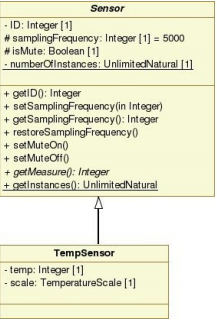 Sensor
- ID: Integer [1]
# samplingFrequency: Integer [1] = 5000
# isMute: Boolean [1]
- numberOfInstances: UnlimitedNatural [1]
+ getID(): Integer
+ setSamplingFrequency(in Integer)
+ getSamplingFrequency(): Integer
+ restoreSamplingFrequency()
+ setMuteOn()
+ setMuteOff()
+ getMeasure(): Integer
+ getInstances(): UnlimitedNatural
TempSensor
- temp: Integer [1]
- scale: TemperatureScale [1]